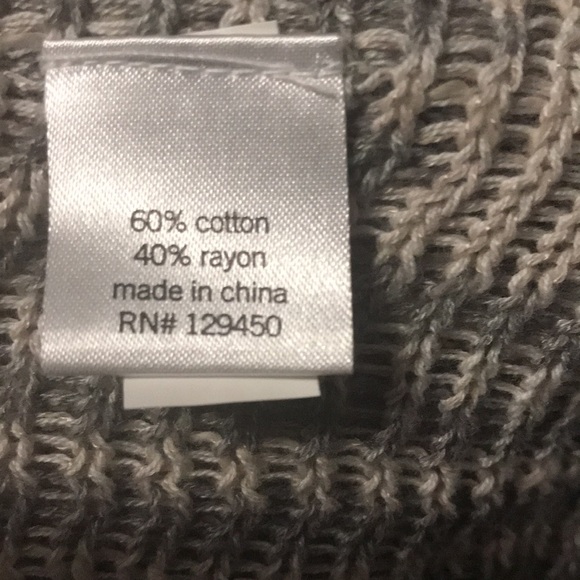 60% cotton
40% rayon
made in china
RN# 129450